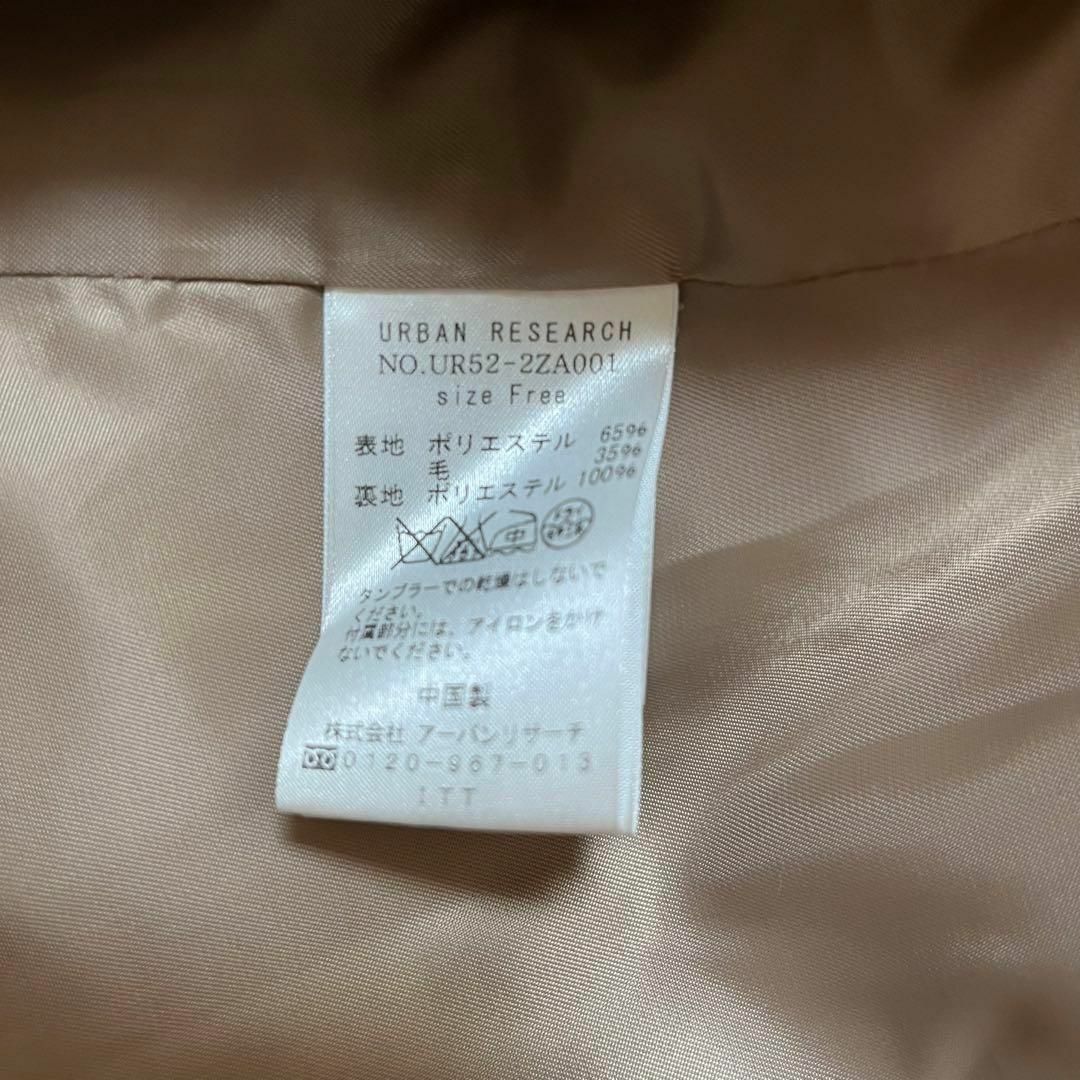 URBAN RESEARCH
NO.UR52-2ZA001
size Free
表地 ポリエステル 65%
毛 35%
裏地 ポリエステル 100%
中
タンブラーでの乾燥はしないで
ください。
付属部分には、アイロンをかけ
ないでください。
中国製
株式会社 アーバンリサーチ
0120-967-013
ITT